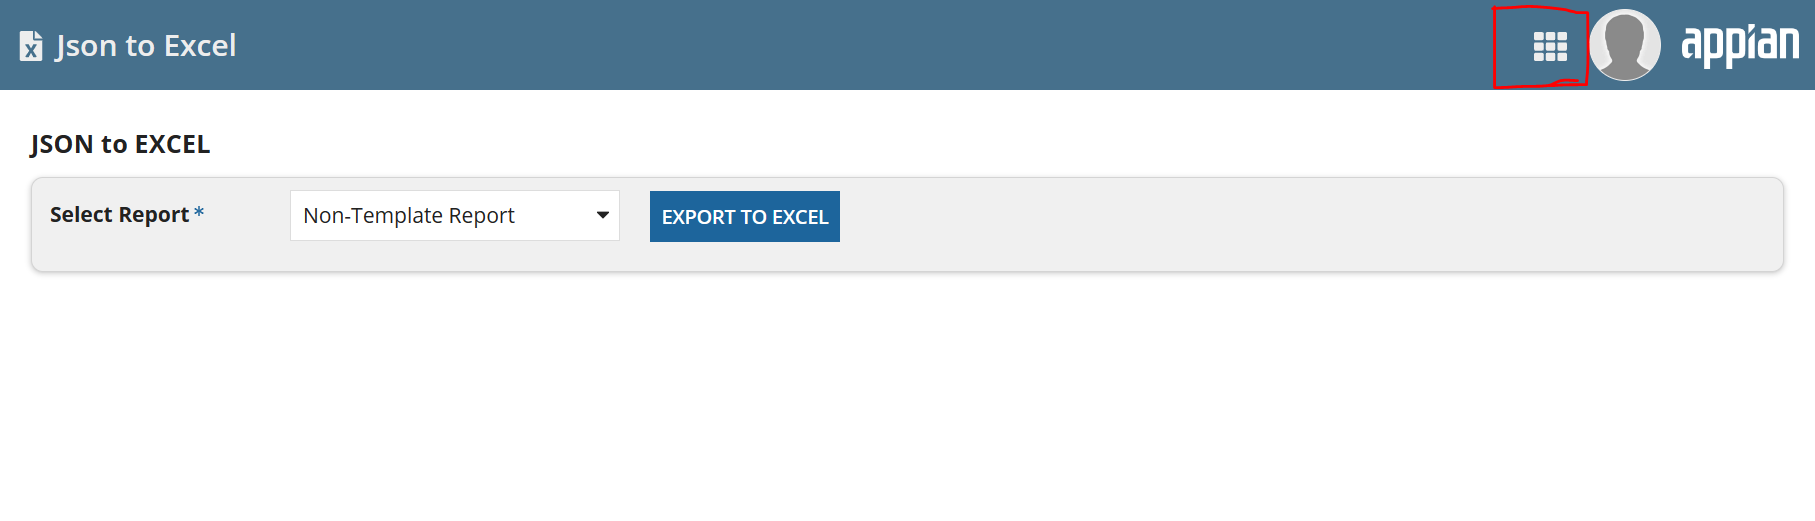 Json to Excel
appian
JSON to EXCEL
Select Report *
Non-Template Report
EXPORT TO EXCEL